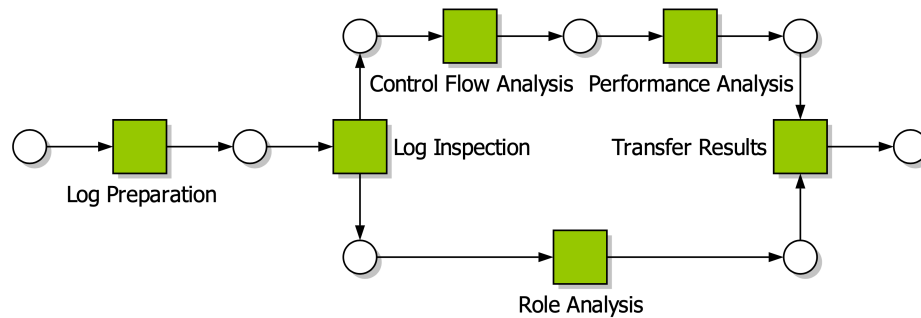 Control Flow Analysis
Performance Analysis
Log Inspection
Transfer Results
Log Preparation
Role Analysis